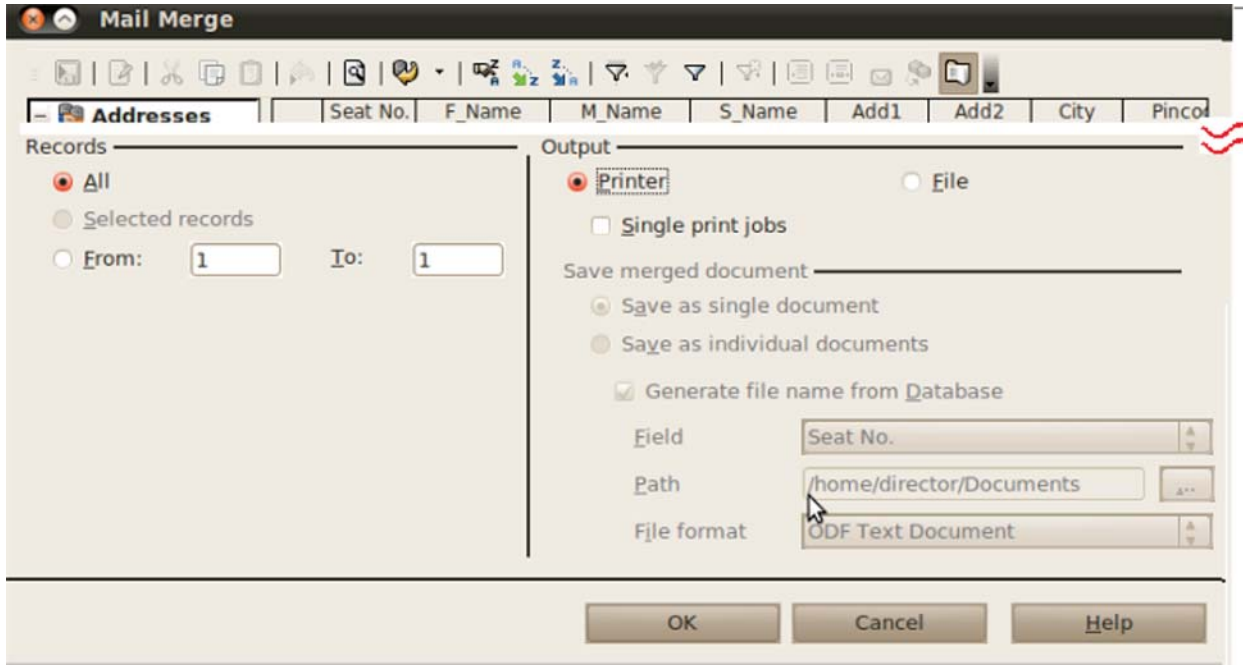 Mail Merge
Addresses Seat No. F_Name M_Name S_Name Add1 Add2 City Pincod
Records Output
All Printer File
Selected records Single print jobs
From: 1 To: 1
Save merged document
Save as single document
Save as individual documents
Generate file name from Database
Field Seat No.
Path /home/director/Documents ...
File format ODF Text Document
OK Cancel Help